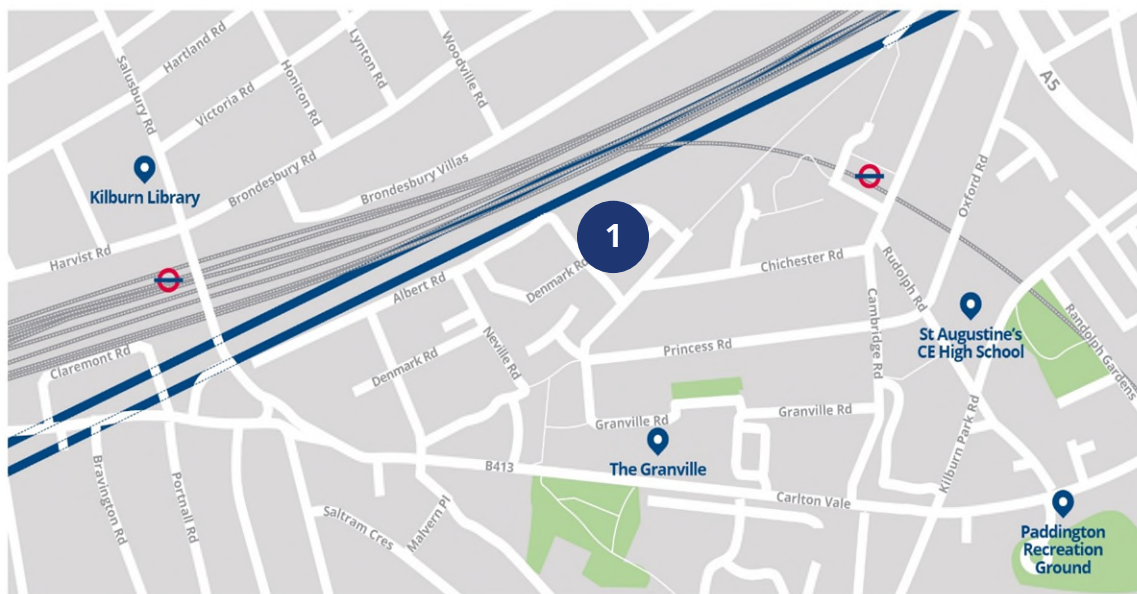 Hartland Rd
Salusbury Rd
Lynton Rd
Woodville Rd
A5
Victoria Rd
Honiton Rd
Kilburn Library
Brondesbury Rd
Brondesbury Villas
Oxford Rd
Harvist Rd
1
Albert Rd
Denmark Rd
Chichester Rd
Rudolph Rd
Cambridge Rd
St Augustine's
CE High School
Randolph Gardens
Claremont Rd
Denmark Rd
Neville Rd
Princess Rd
Granville Rd
Granville Rd
The Granville
Kilburn Park Rd
B413
Carlton Vale
Bravington Rd
Portnall Rd
Saltram Cres
Malvern Pl
Paddington
Recreation
Ground